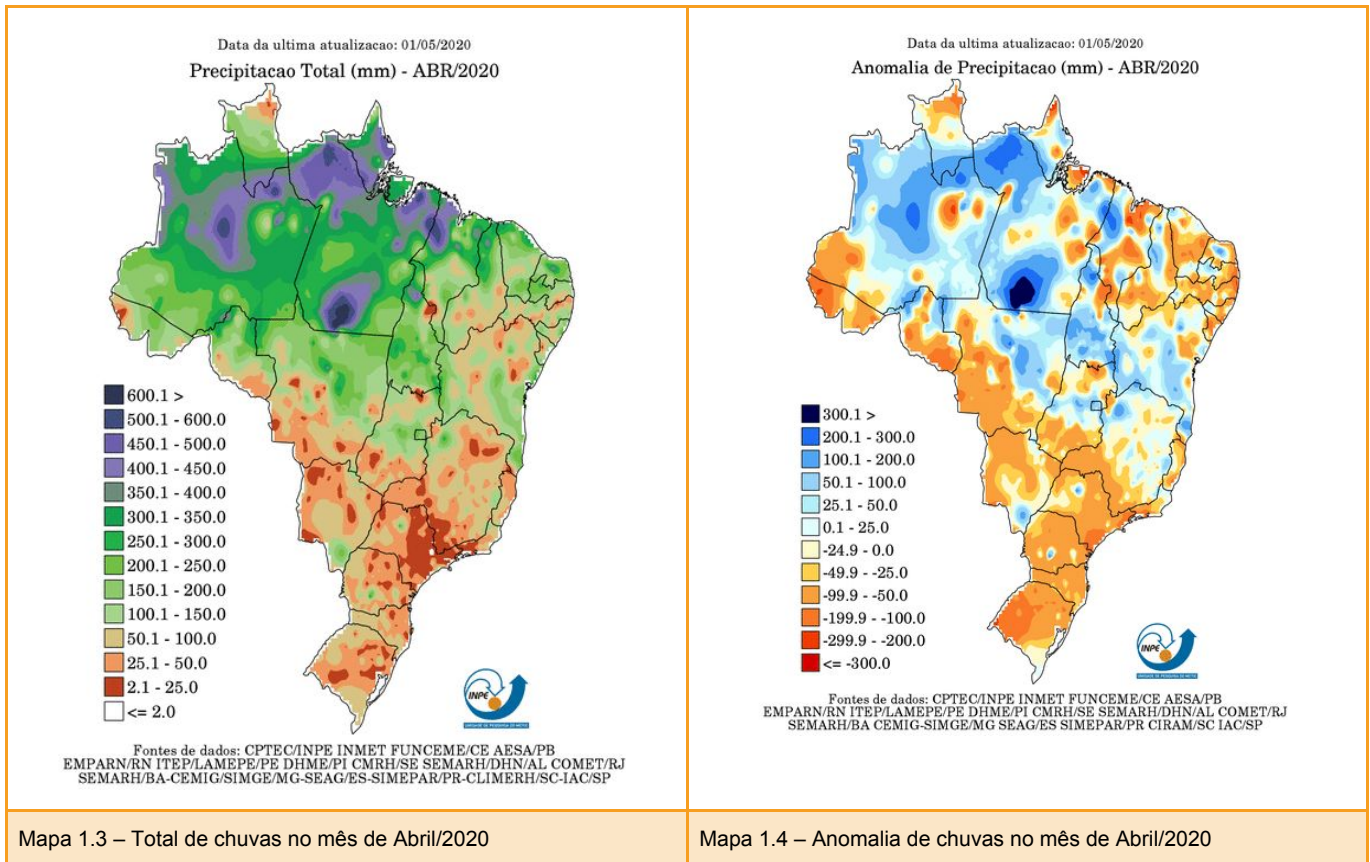 Data da ultima atualizacao: 01/05/2020
Precipitacao Total (mm) - ABR/2020
600.1 >
500.1 - 600.0
450.1 - 500.0
400.1 - 450.0
350.1 - 400.0
300.1 - 350.0
250.1 - 300.0
200.1 - 250.0
150.1 - 200.0
100.1 - 150.0
50.1 - 100.0
25.1 - 50.0
2.1 - 25.0
<= 2.0
INPE
Fontes de dados: CPTEC/INPE INMET FUNCEME/CE AESA/PB
EMPARN/RN ITEP/LAMEPE/PE DHME/PI CMRH/SE SEMARH/DHN/AL COMET/RJ
SEMARH/BA-CEMIG/SIMGE/MG-SEAG/ES-SIMEPAR/PR-CLIMERH/SC-IAC/SP
Mapa 1.3 – Total de chuvas no mês de Abril/2020
Data da ultima atualizacao: 01/05/2020
Anomalia de Precipitacao (mm) - ABR/2020
300.1 >
200.1 - 300.0
100.1 - 200.0
50.1 - 100.0
25.1 - 50.0
0.1 - 25.0
-24.9 - 0.0
-49.9 - -25.0
-99.9 - -50.0
-199.9 - -100.0
-299.9 - -200.0
<= -300.0
INPE
Fontes de dados: CPTEC/INPE INMET FUNCEME/CE AESA/PB
EMPARN/RN ITEP/LAMEPE/PE DHME/PI CMRH/SE SEMARH/DHN/AL COMET/RJ
SEMARH/BA CEMIG-SIMGE/MG SEAG/ES SIMEPAR/PR CIRAM/SC IAC/SP
Mapa 1.4 – Anomalia de chuvas no mês de Abril/2020